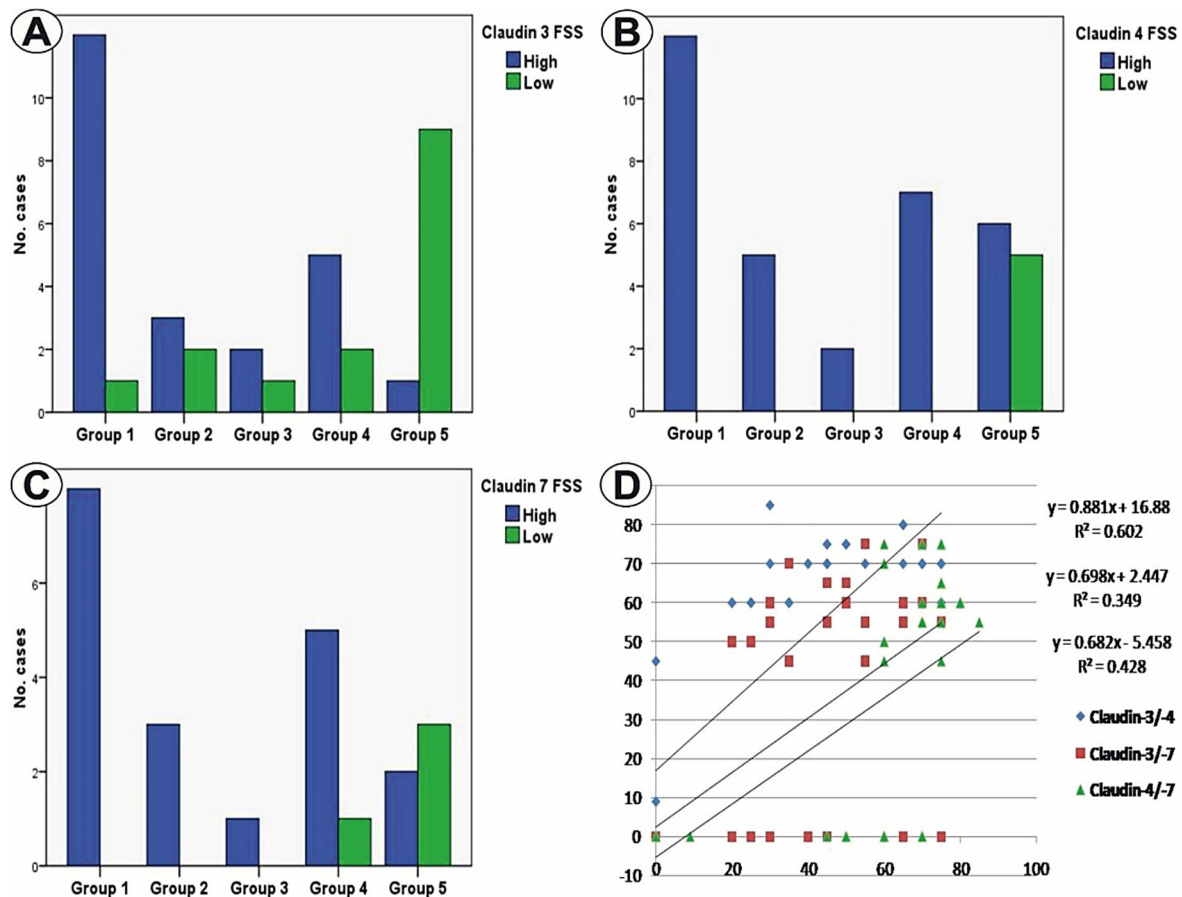 A
Claudin 3 FSS
High
Low
No. cases
10
8
6
4
2
0
Group 1 Group 2 Group 3 Group 4 Group 5
B
Claudin 4 FSS
High
Low
No. cases
10
8
6
4
2
0
Group 1 Group 2 Group 3 Group 4 Group 5
C
Claudin 7 FSS
High
Low
No. cases
6
4
2
0
Group 1 Group 2 Group 3 Group 4 Group 5
D
80
70
60
50
40
30
20
10
0
-10
0 20 40 60 80 100
y = 0.881x + 16.88
R² = 0.602
y = 0.698x + 2.447
R² = 0.349
y = 0.682x - 5.458
R² = 0.428
Claudin-3/-4
Claudin-3/-7
Claudin-4/-7